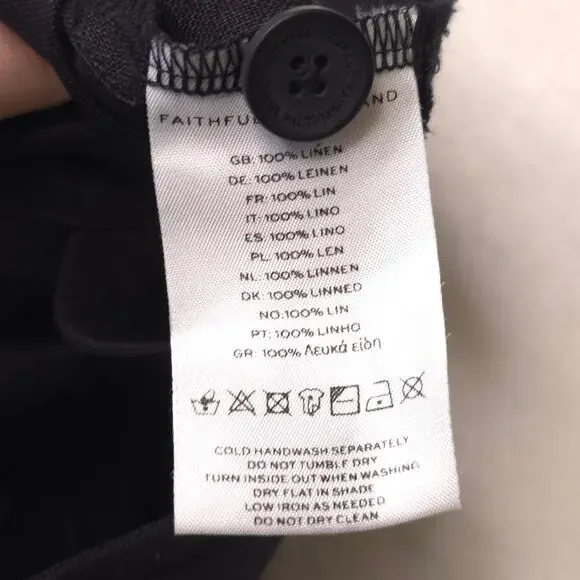 FAITHFUL AND
GB: 100% LINEN
DE: 100% LEINEN
FR: 100% LIN
IT: 100% LINO
ES: 100% LINO
PL: 100% LEN
NL: 100% LINNEN
DK: 100% LINNED
NO:100% LIN
PT: 100% LINHO
GR: 100% Λευκά είδη
COLD HANDWASH SEPARATELY
DO NOT TUMBLE DRY
TURN INSIDE OUT WHEN WASHING
DRY FLAT IN SHADE
LOW IRON AS NEEDED
DO NOT DRY CLEAN